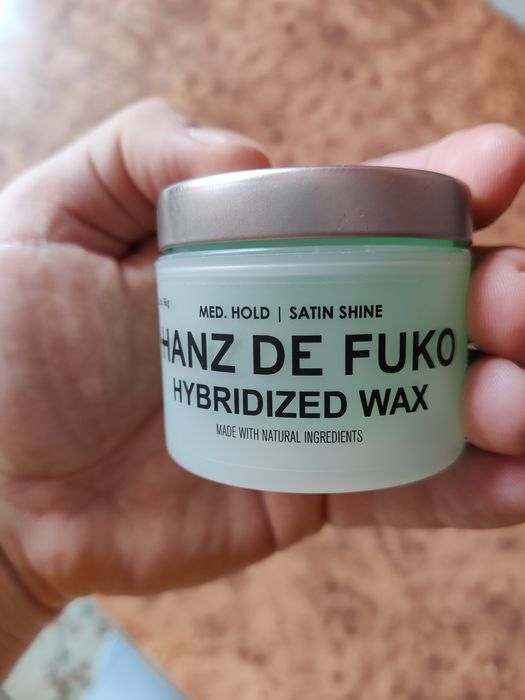 MED. HOLD | SATIN SHINE
HANZ DE FUKO
HYBRIDIZED WAX
MADE WITH NATURAL INGREDIENTS